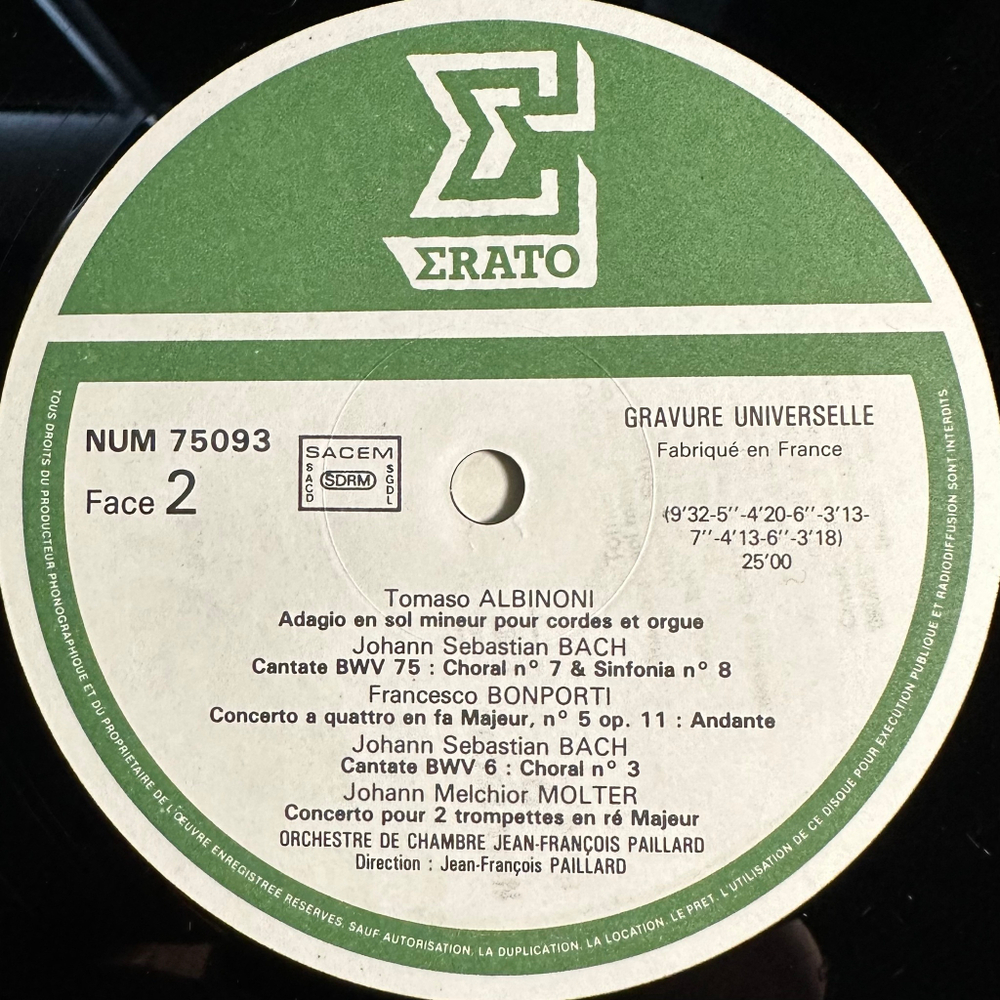 ΣRATO
NUM 75093
Face 2
SACEM
SACD
SDRM
SGDL
GRAVURE UNIVERSELLE
Fabriqué en France
(9'32-5''-4'20-6''-3'13-
7''-4'13-6''-3'18)
25'00
Tomaso ALBINONI
Adagio en sol mineur pour cordes et orgue
Johann Sebastian BACH
Cantate BWV 75 : Choral n° 7 & Sinfonia n° 8
Francesco BONPORTI
Concerto a quattro en fa Majeur, n° 5 op. 11 : Andante
Johann Sebastian BACH
Cantate BWV 6 : Choral n° 3
Johann Melchior MOLTER
Concerto pour 2 trompettes en ré Majeur
ORCHESTRE DE CHAMBRE JEAN-FRANÇOIS PAILLARD
Direction : Jean-François PAILLARD
TOUS DROITS DU PRODUCTEUR PHONOGRAPHIQUE ET DU PROPRIETAIRE DE L'ŒUVRE ENREGISTREE RESERVES. SAUF AUTORISATION, LA DUPLICATION, LA LOCATION, LE PRET, L'UTILISATION DE CE DISQUE POUR EXECUTION PUBLIQUE ET RADIODIFFUSION SONT INTERDITS